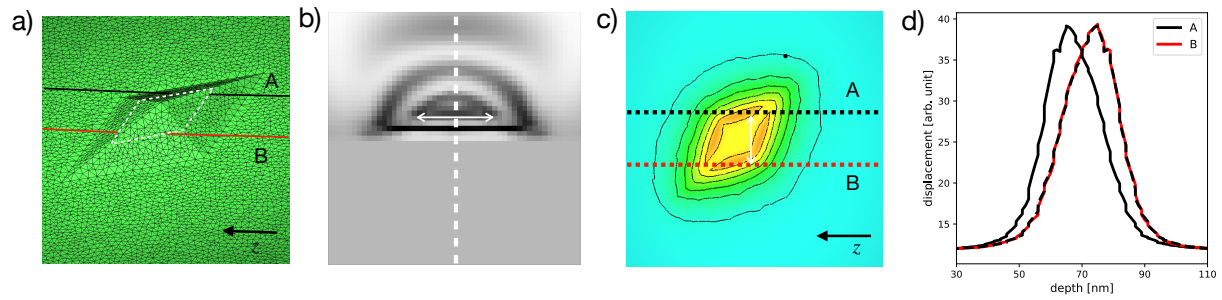 a)
A
B
z
b)
c)
A
B
z
d)
A
B
displacement [arb. unit]
40
35
30
25
20
15
30
50
70
90
110
depth [nm]